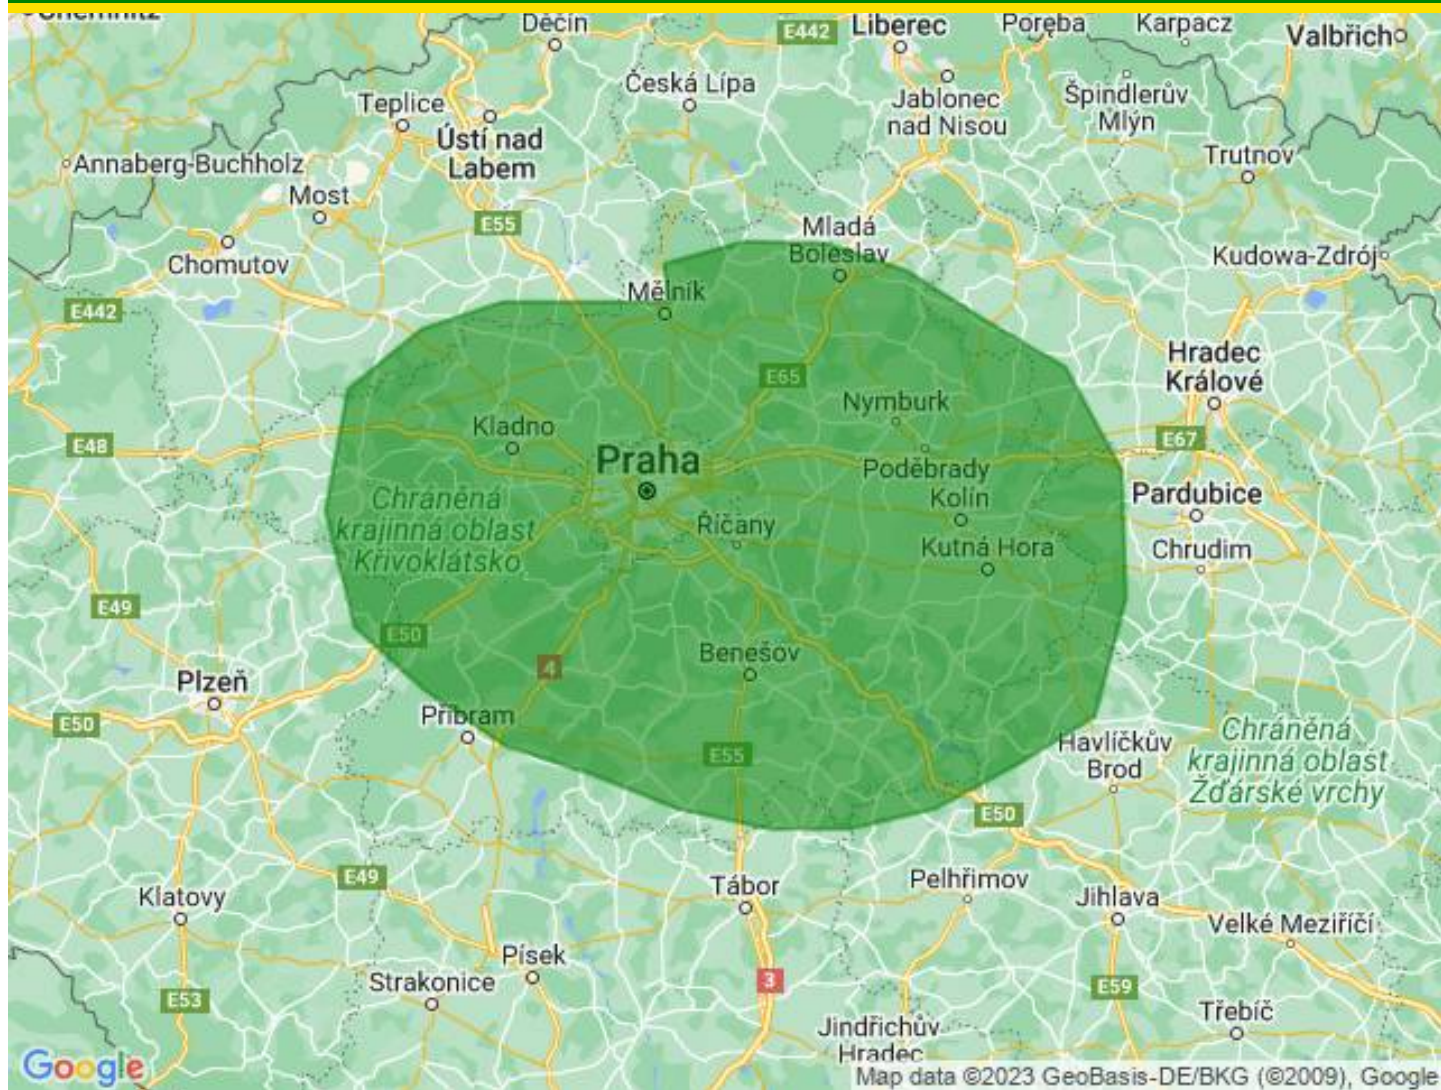 Děčín
E442
Liberec
Poręba
Karpacz
Valbřich
Česká Lípa
Teplice
Jablonec
nad Nisou
Špindlerův
Mlýn
Ústí nad
Labem
Trutnov
Annaberg-Buchholz
Most
E55
Mladá
Boleslav
Chomutov
Kudowa-Zdrój
Mělník
E442
Hradec
Králové
E65
Nymburk
Kladno
E48
E67
Praha
Poděbrady
Kolín
Pardubice
Chráněná
krajinná oblast
Křivoklátsko
Říčany
Kutná Hora
Chrudim
E49
E50
Benešov
4
Plzeň
Příbram
E50
E55
Havlíčkův
Brod
Chráněná
krajinná oblast
Žďárské vrchy
E50
E49
Tábor
Pelhřimov
Klatovy
Jihlava
Velké Meziříčí
Písek
Strakonice
3
E53
E59
Třebíč
Jindřichův
Hradec
Google
Map data ©2023 GeoBasis-DE/BKG (©2009), Google